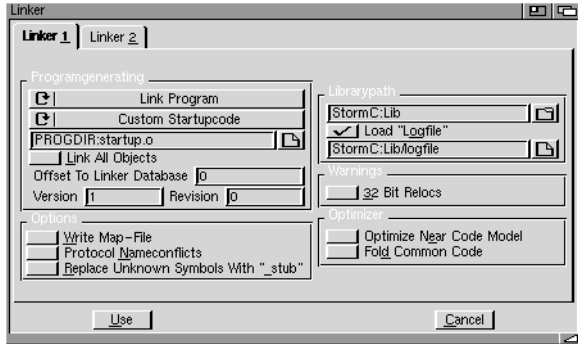 Linker
Linker 1
Linker 2
Programgenerating
Link Program
Custom Startupcode
PROGDIR:startup.o
Link All Objects
Offset To Linker Database 0
Version 1 Revision 0
Options
Write Map-File
Protocol Nameconflicts
Replace Unknown Symbols With "_stub"
Librarypath
StormC:Lib
Load "Logfile"
StormC:Lib/logfile
Warnings
32 Bit Relocs
Optimizer
Optimize Near Code Model
Fold Common Code
Use
Cancel